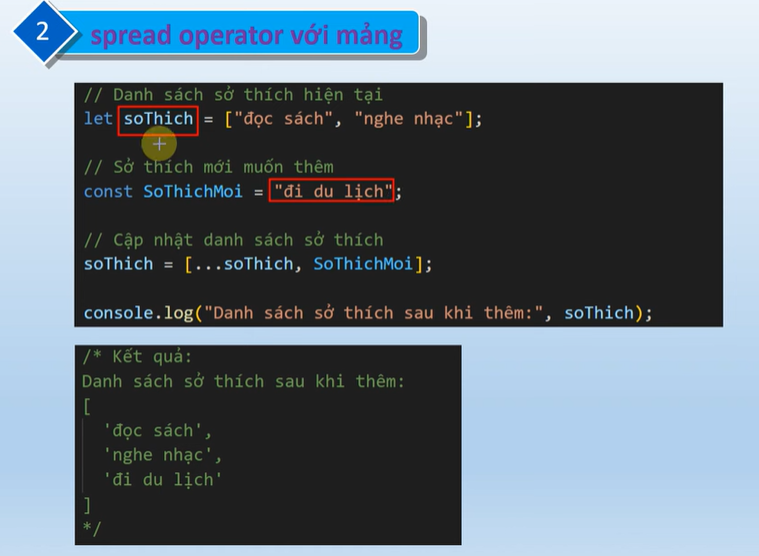 2
spread operator với mảng
// Danh sách sở thích hiện tại
let soThich = ["đọc sách", "nghe nhạc"];
// Sở thích mới muốn thêm
const SoThichMoi = "đi du lịch";
// Cập nhật danh sách sở thích
soThich = [...soThich, SoThichMoi];
console.log("Danh sách sở thích sau khi thêm:", soThich);
/* Kết quả:
Danh sách sở thích sau khi thêm:
[
'đọc sách',
'nghe nhạc',
'đi du lịch'
]
*/